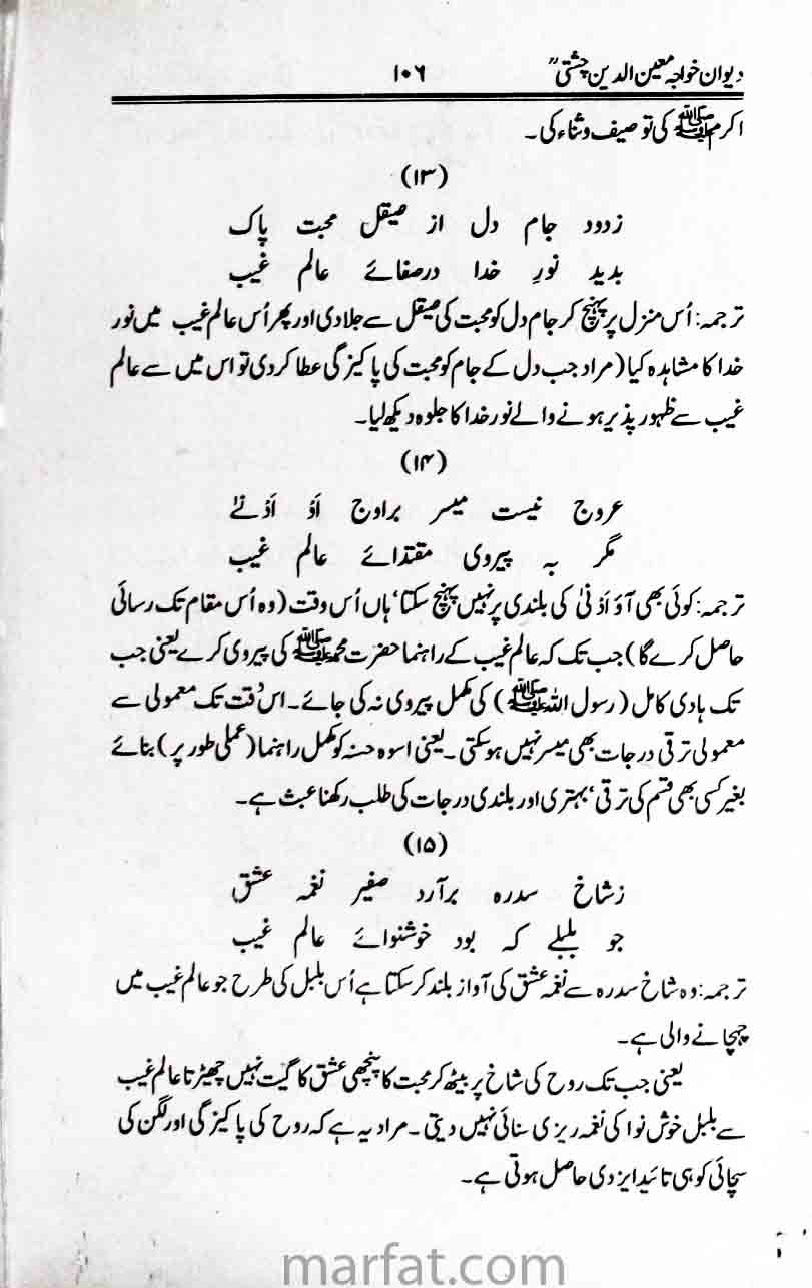 دیوان خواجہ معین الدین چشتیؒ ۱۰۶
اکرم ﷺ کی توصیف وثناء کی۔
(۱۳)
زدود جام دل از صیقل محبت پاک
بدید نورِ خدا درصفائے عالم غیب
ترجمہ: اُس منزل پر پہنچ کر جام دل کو محبت کی صیقل سے جلا دی اور پھر اُس عالم غیب میں نور
خدا کا مشاہدہ کیا (مراد جب دل کے جام کو محبت کی پاکیزگی عطا کر دی تو اس میں سے عالم
غیب سے ظہور پذیر ہونے والے نور خدا کا جلوہ دیکھ لیا۔
(۱۴)
عروج نیست میسر براوج اَوْ اَدْنےٰ
مگر بہ پیروی مقتدائے عالم غیب
ترجمہ: کوئی بھی آوْ اَدْنیٰ کی بلندی پر نہیں پہنچ سکتا‘ ہاں اُس وقت (وہ اُس مقام تک رسائی
حاصل کرے گا) جب تک کہ عالم غیب کے راہنما حضرت محمد ﷺ کی پیروی کرے یعنی جب
تک ہادی کامل (رسول اللہ ﷺ) کی مکمل پیروی نہ کی جائے۔ اس وُقت تک معمولی سے
معمولی ترقی درجات بھی میسر نہیں ہو سکتی۔ یعنی اسوہ حسنہ کو مکمل راہنما (عملی طور پر) بنائے
بغیر کسی بھی قسم کی ترقی‘ بہتری اور بلندی درجات کی طلب رکھنا عبث ہے۔
(۱۵)
زشاخ سدرہ برآرد صفیر نغمہ عشق
جو بلبلے کہ بود خوشنوائے عالم غیب
ترجمہ: وہ شاخ سدرہ سے نغمہ عشق کی آواز بلند کر سکتا ہے اُس بلبل کی طرح جو عالم غیب میں
چہچہانے والی ہے۔
یعنی جب تک روح کی شاخ پر بیٹھ کر محبت کا پنچھی عشق کا گیت نہیں چھیڑتا عالم غیب
سے بلبل خوش نوا کی نغمہ ریزی سنائی نہیں دیتی۔ مراد یہ ہے کہ روح کی پاکیزگی اور لگن کی
سچائی کو ہی تائید ایزدی حاصل ہوتی ہے۔
marfat.com